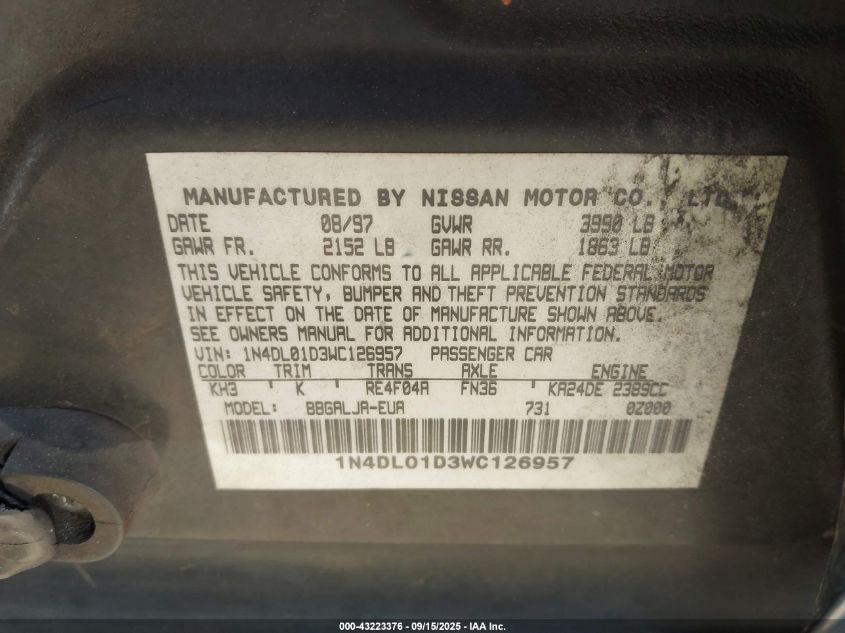 MANUFACTURED BY NISSAN MOTOR CO., LTD.
DATE 08/97 GVWR 3990 LB
GAWR FR. 2152 LB GAWR RR. 1863 LB
THIS VEHICLE CONFORMS TO ALL APPLICABLE FEDERAL MOTOR
VEHICLE SAFETY, BUMPER AND THEFT PREVENTION STANDARDS
IN EFFECT ON THE DATE OF MANUFACTURE SHOWN ABOVE.
SEE OWNERS MANUAL FOR ADDITIONAL INFORMATION.
VIN: 1N4DL01D3WC126957 PASSENGER CAR
COLOR TRIM TRANS AXLE ENGINE
KH3 ' K RE4F04A FN36 ' KA24DE 2389CC
MODEL: BBGALJA-EUA 731 0Z000
1N4DL01D3WC126957
000-43223376 - 09/15/2025 - IAA Inc.